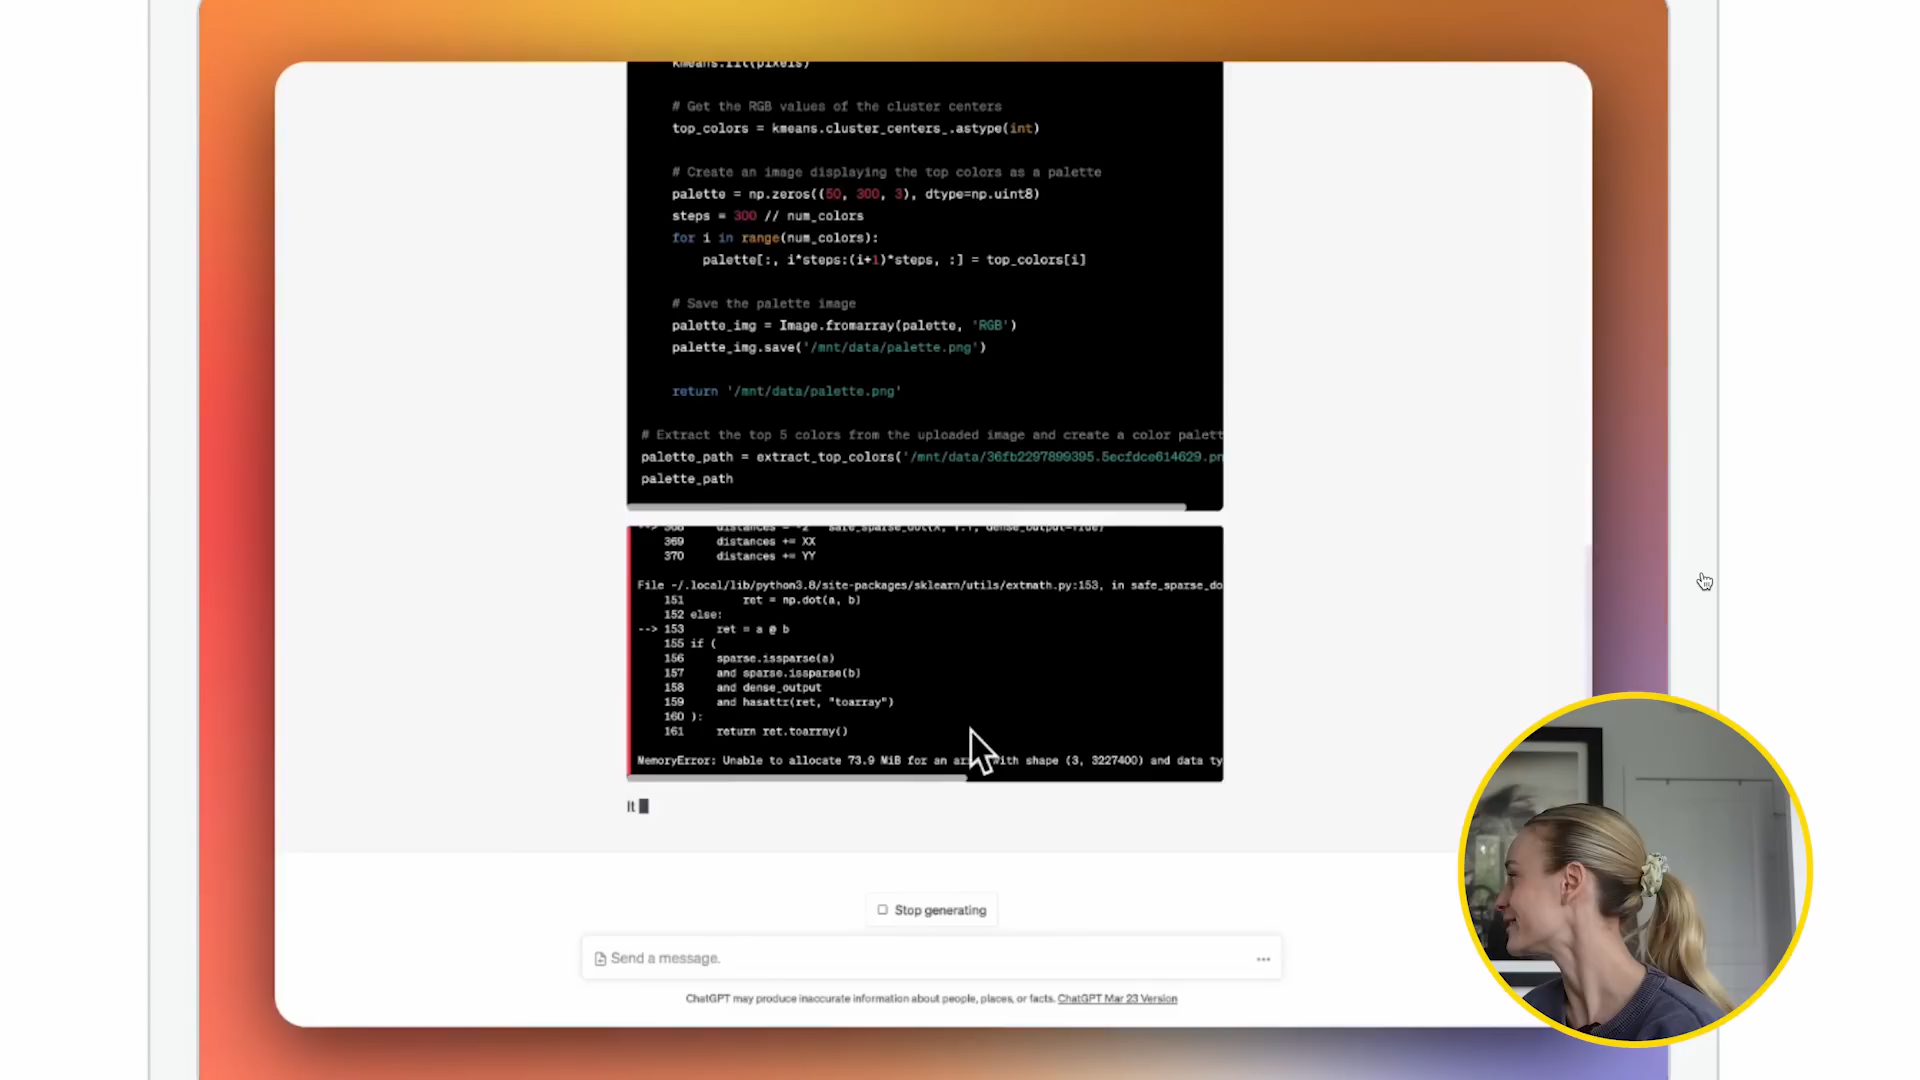 kmeans.fit(pixels)
# Get the RGB values of the cluster centers
top_colors = kmeans.cluster_centers_.astype(int)
# Create an image displaying the top colors as a palette
palette = np.zeros((50, 300, 3), dtype=np.uint8)
steps = 300 // num_colors
for i in range(num_colors):
palette[:, i*steps:(i+1)*steps, :] = top_colors[i]
# Save the palette image
palette_img = Image.fromarray(palette, 'RGB')
palette_img.save('/mnt/data/palette.png')
return '/mnt/data/palette.png'
# Extract the top 5 colors from the uploaded image and create a color palett
palette_path = extract_top_colors('/mnt/data/36fb2297899395.5ecfdce614629.pn
palette_path
369 distances += XX
370 distances += YY
File ~/.local/lib/python3.8/site-packages/sklearn/utils/extmath.py:153, in safe_sparse_do
151 ret = np.dot(a, b)
152 else:
--> 153 ret = a @ b
155 if (
156 sparse.issparse(a)
157 and sparse.issparse(b)
158 and dense_output
159 and hasattr(ret, "toarray")
160 ):
161 return ret.toarray()
MemoryError: Unable to allocate 73.9 MiB for an with shape (3, 3227400) and data ty
It
Stop generating
Send a message.
ChatGPT may produce inaccurate information about people, places, or facts. ChatGPT Mar 23 Version